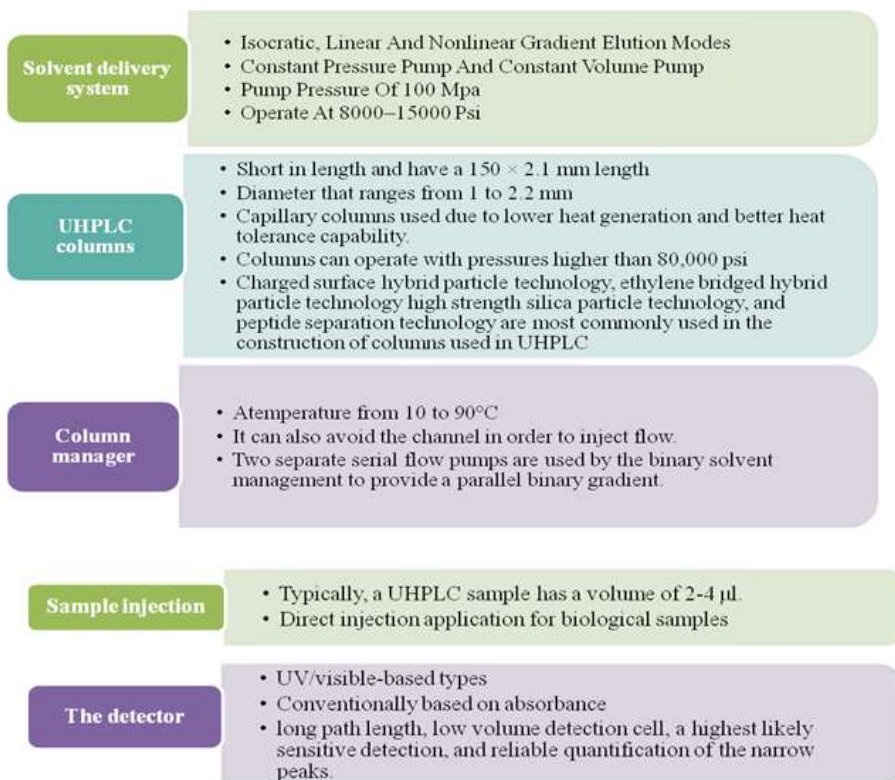 Solvent delivery
system
• Isocratic, Linear And Nonlinear Gradient Elution Modes
• Constant Pressure Pump And Constant Volume Pump
• Pump Pressure Of 100 Mpa
• Operate At 8000–15000 Psi
UHPLC
columns
• Short in length and have a 150 × 2.1 mm length
• Diameter that ranges from 1 to 2.2 mm
• Capillary columns used due to lower heat generation and better heat
tolerance capability.
• Columns can operate with pressures higher than 80,000 psi
• Charged surface hybrid particle technology, ethylene bridged hybrid
particle technology high strength silica particle technology, and
peptide separation technology are most commonly used in the
construction of columns used in UHPLC
Column
manager
• Atemperature from 10 to 90°C
• It can also avoid the channel in order to inject flow.
• Two separate serial flow pumps are used by the binary solvent
management to provide a parallel binary gradient.
Sample injection
• Typically, a UHPLC sample has a volume of 2-4 µl.
• Direct injection application for biological samples
The detector
• UV/visible-based types
• Conventionally based on absorbance
• long path length, low volume detection cell, a highest likely
sensitive detection, and reliable quantification of the narrow
peaks.